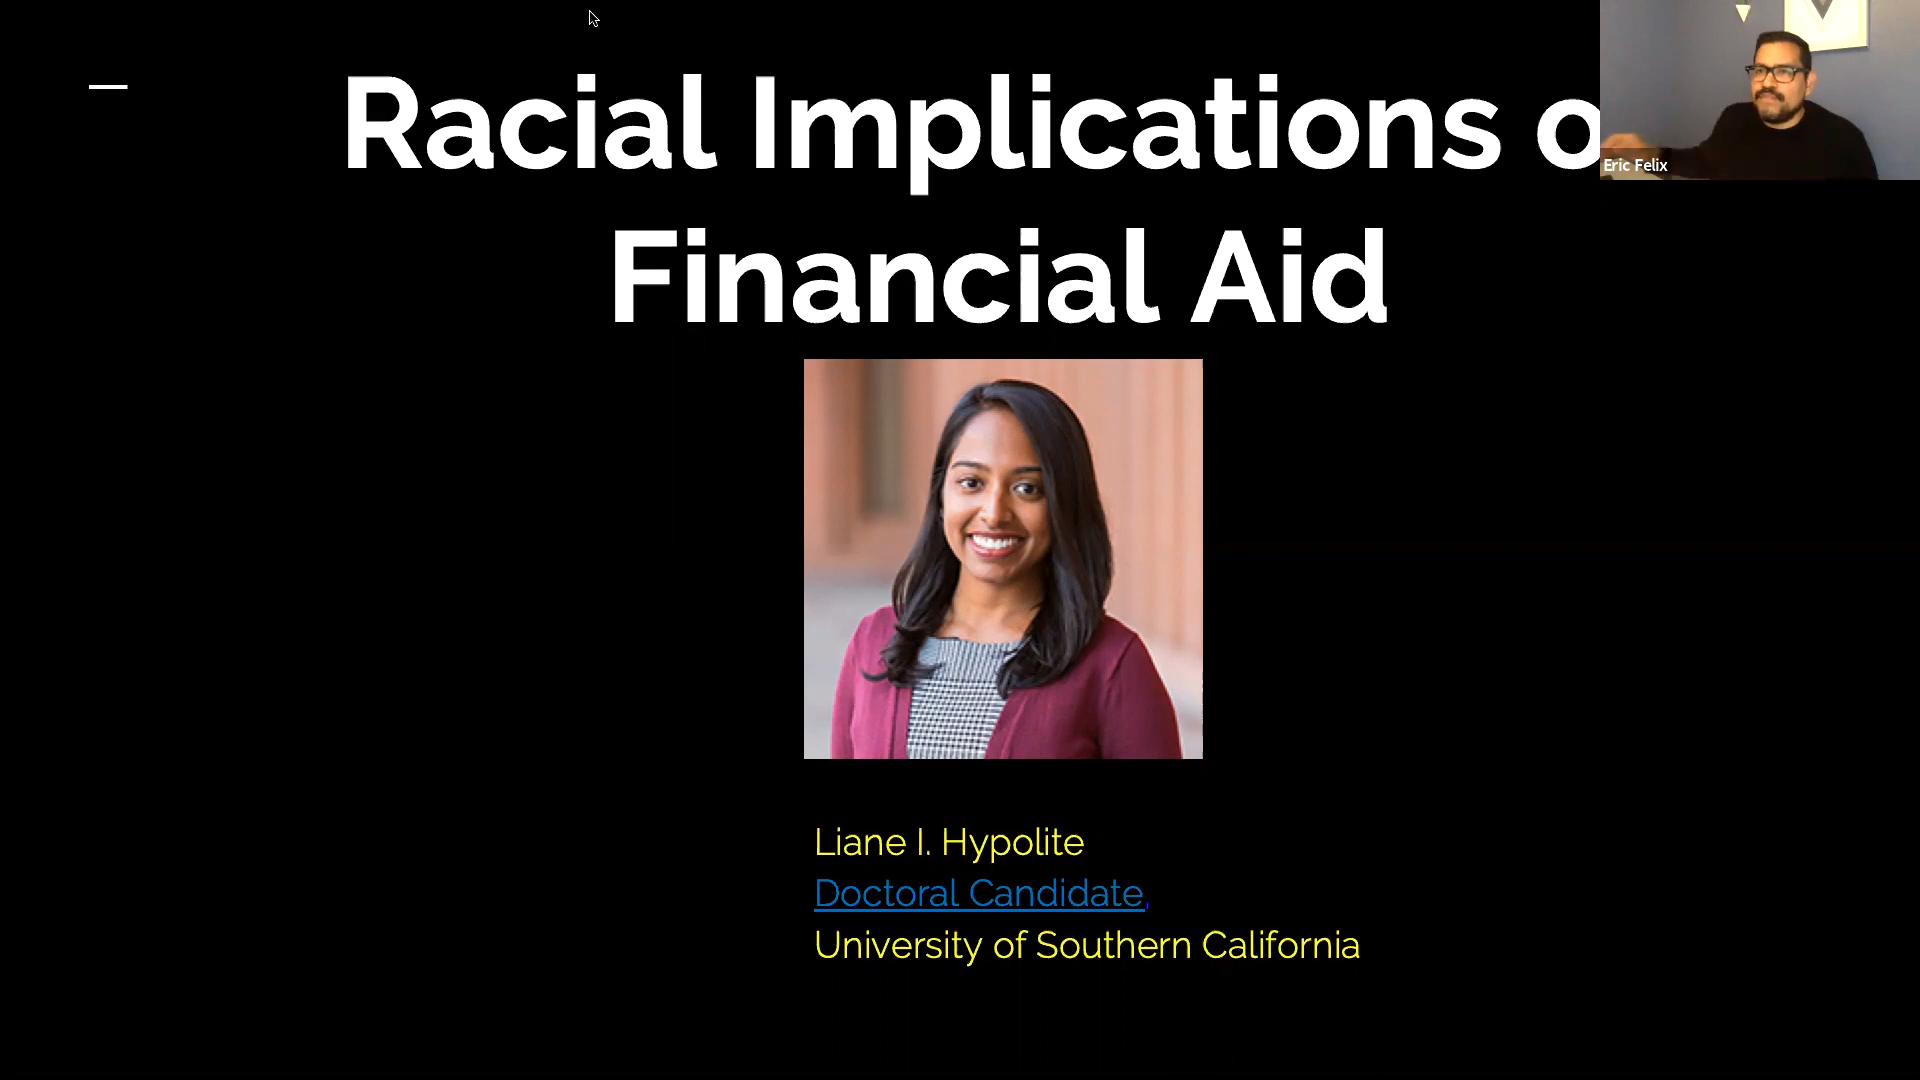 Racial Implications o
Financial Aid
Eric Felix
Liane I. Hypolite
Doctoral Candidate,
University of Southern California